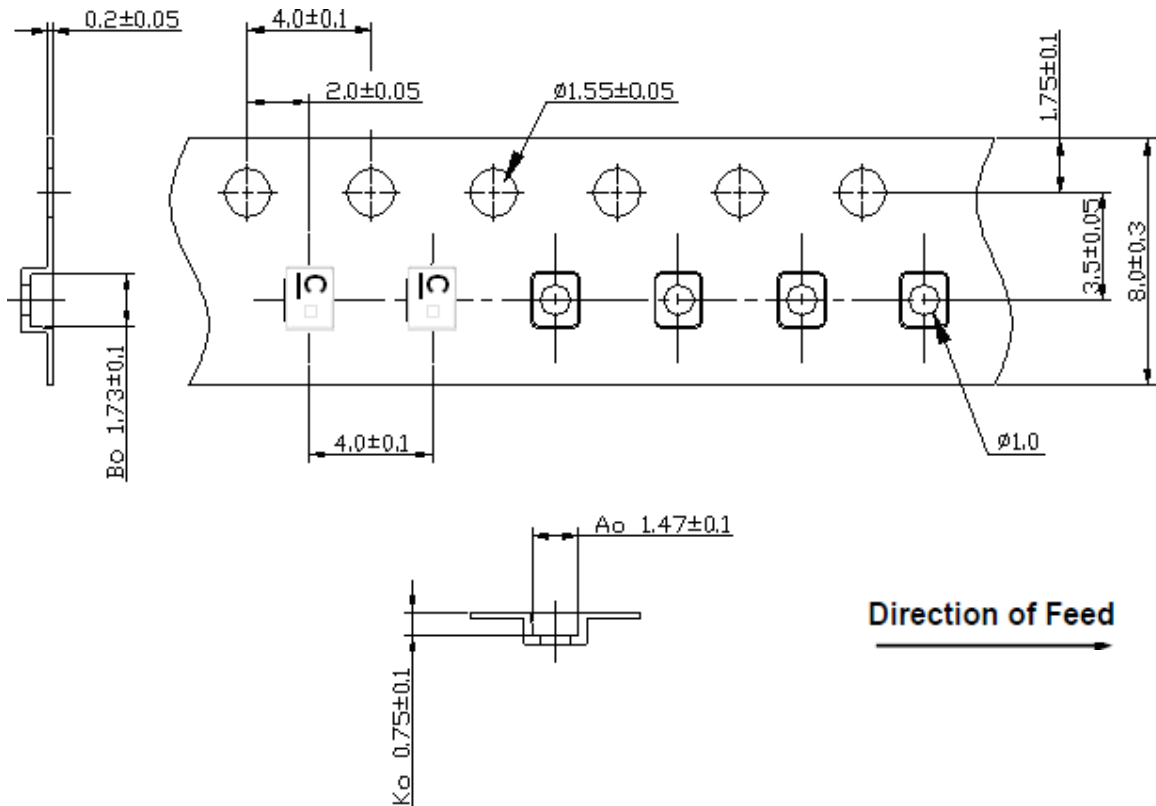 0.2±0.05
4.0±0.1
2.0±0.05
Ø1.55±0.05
1.75±0.1
3.5±0.05
8.0±0.3
C
C
Bo 1.73±0.1
4.0±0.1
Ø1.0
Ao 1.47±0.1
Ko 0.75±0.1
Direction of Feed